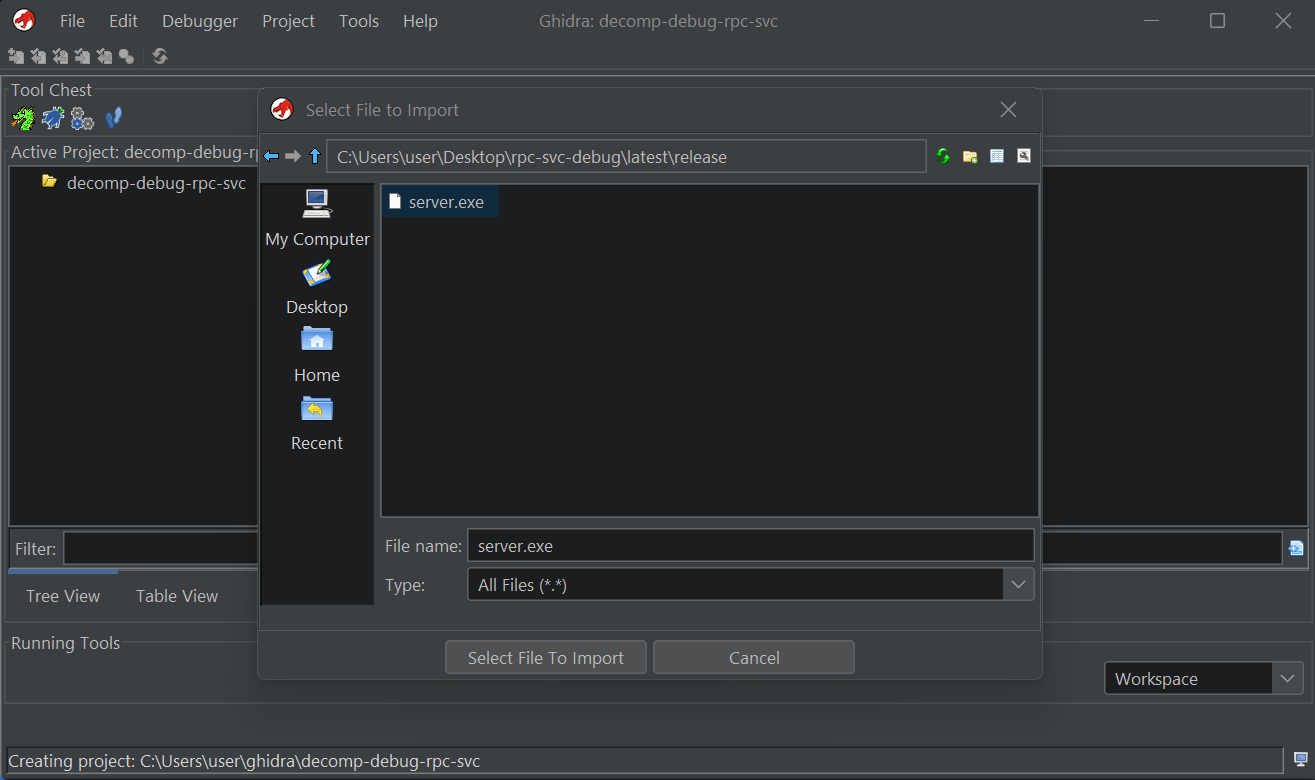 File Edit Debugger Project Tools Help Ghidra: decomp-debug-rpc-svc
Tool Chest
Select File to Import
Active Project: decomp-debug-r
C:\Users\user\Desktop\rpc-svc-debug\latest\release
decomp-debug-rpc-svc
server.exe
My Computer
Desktop
Home
Recent
File name: server.exe
Filter:
Type: All Files (*.*)
Tree View Table View
Running Tools
Select File To Import Cancel
Workspace
Creating project: C:\Users\user\ghidra\decomp-debug-rpc-svc